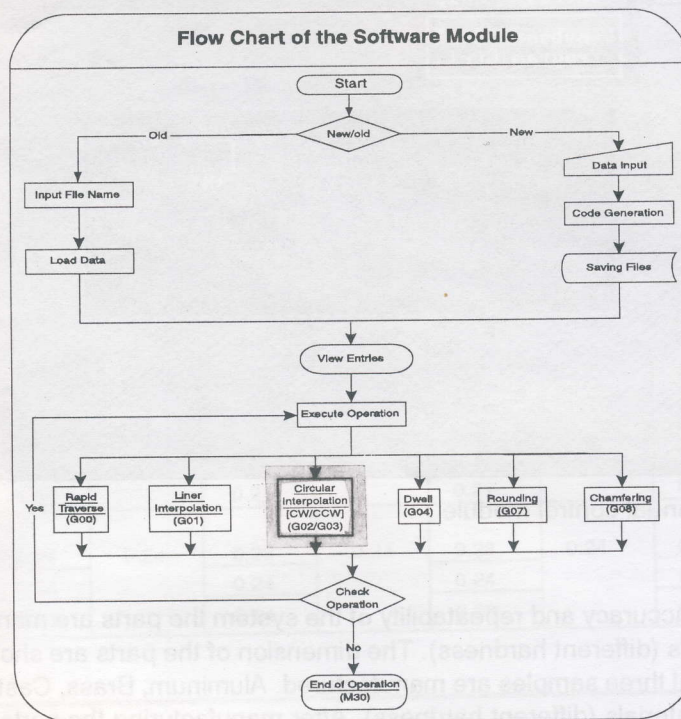 Flow Chart of the Software Module
Start
Old
New/old
New
Data Input
Input File Name
Code Generation
Load Data
Saving Files
View Entries
Execute Operation
Yes
Rapid
Traverse
(G00)
Liner
Interpolation
(G01)
Circular
Interpolation
[CW/CCW]
(G02/G03)
Dwell
(G04)
Rounding
(G07)
Chamfering
(G08)
Check
Operation
No
End of Operation
(M30)